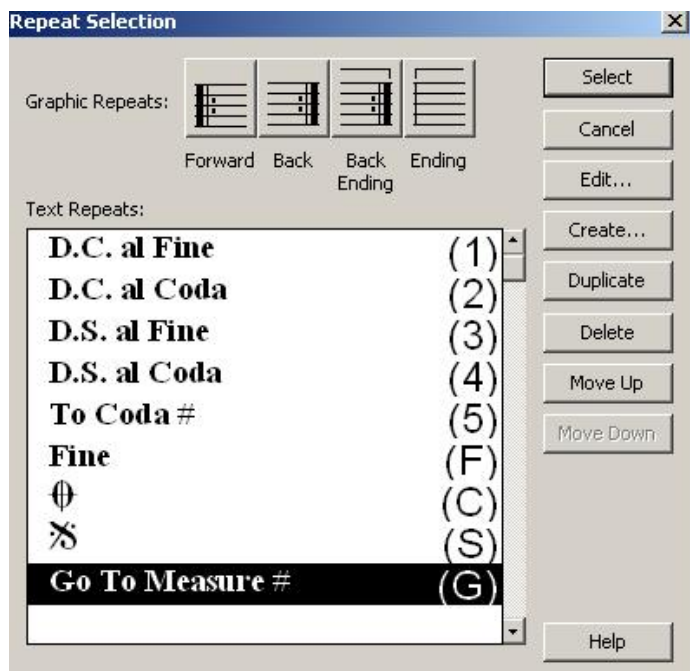 Repeat Selection
Graphic Repeats:
Forward Back Back Ending Ending
Text Repeats:
D.C. al Fine (1)
D.C. al Coda (2)
D.S. al Fine (3)
D.S. al Coda (4)
To Coda # (5)
Fine (F)
(C)
(S)
Go To Measure # (G)
Select
Cancel
Edit...
Create...
Duplicate
Delete
Move Up
Move Down
Help